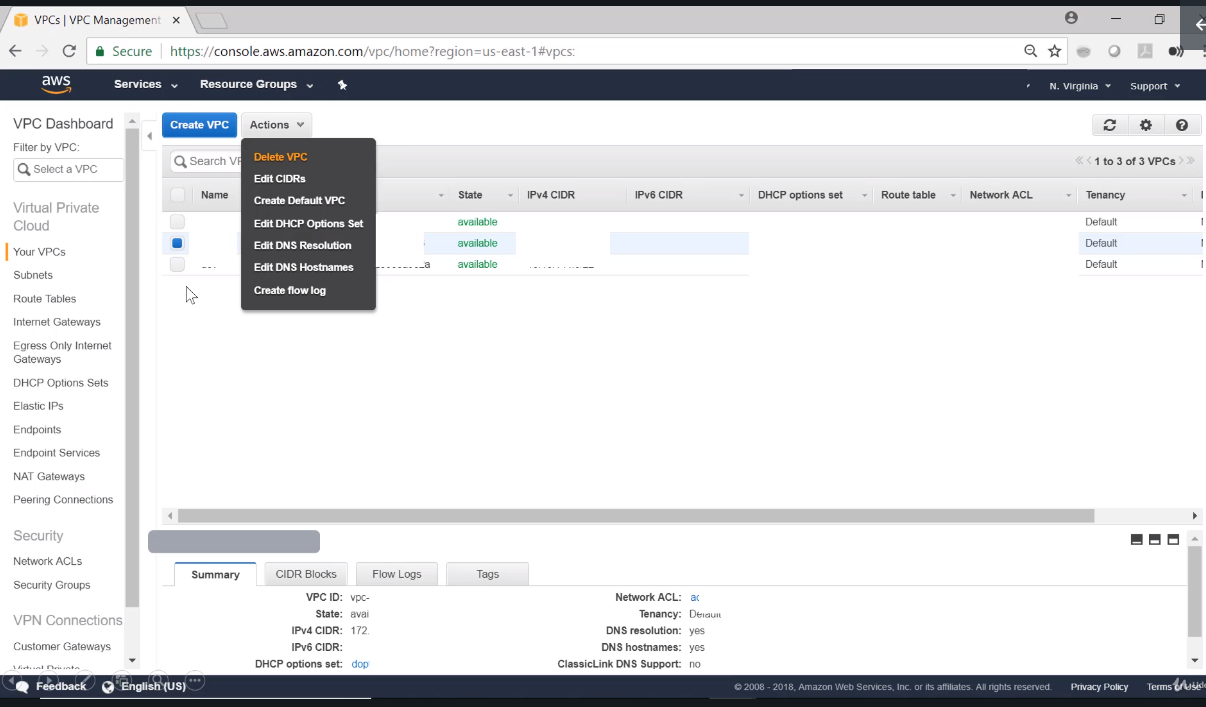 VPCs | VPC Management
Secure https://console.aws.amazon.com/vpc/home?region=us-east-1#vpcs:
aws Services Resource Groups N. Virginia Support
VPC Dashboard
Filter by VPC:
Select a VPC
Virtual Private
Cloud
Your VPCs
Subnets
Route Tables
Internet Gateways
Egress Only Internet
Gateways
DHCP Options Sets
Elastic IPs
Endpoints
Endpoint Services
NAT Gateways
Peering Connections
Security
Network ACLs
Security Groups
VPN Connections
Customer Gateways
Virtual Private
Create VPC Actions
Delete VPC
Edit CIDRs
Create Default VPC
Edit DHCP Options Set
Edit DNS Resolution
Edit DNS Hostnames
Create flow log
Search 1 to 3 of 3 VPCs
Name State IPv4 CIDR IPv6 CIDR DHCP options set Route table Network ACL Tenancy
available Default
available Default
available Default
Summary CIDR Blocks Flow Logs Tags
VPC ID: vpc- Network ACL:
State: avai Tenancy: Default
IPv4 CIDR: 172. DNS resolution: yes
IPv6 CIDR: DNS hostnames: yes
DHCP options set: dop ClassicLink DNS Support: no
Feedback English (US) © 2008 - 2018, Amazon Web Services, Inc. or its affiliates. All rights reserved. Privacy Policy Terms of Use